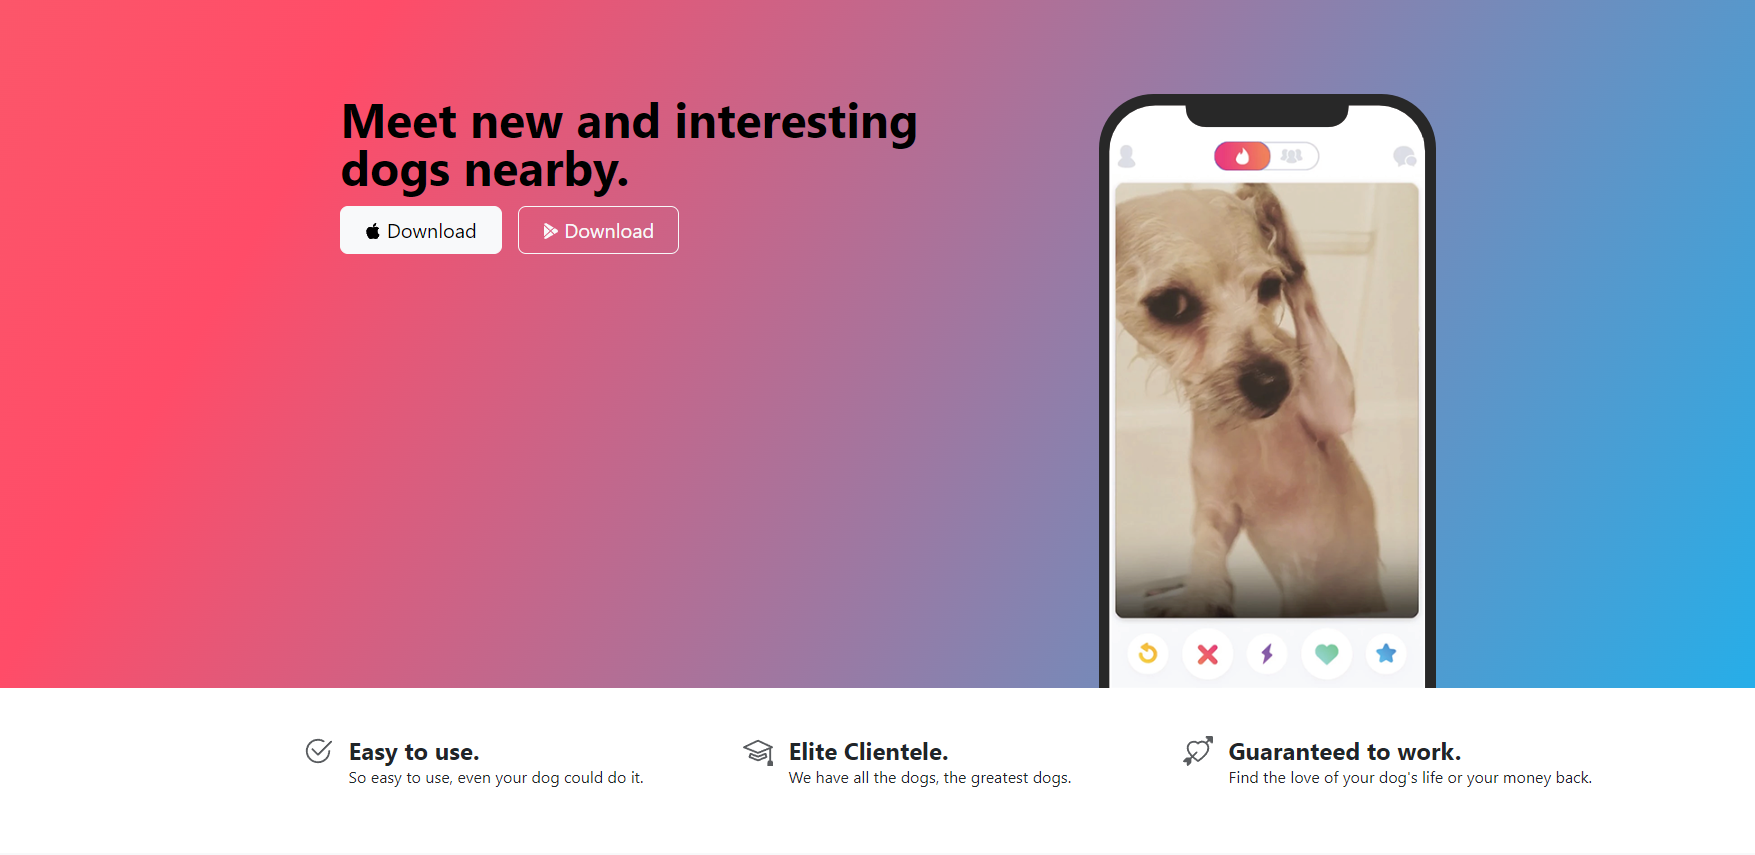 Meet new and interesting
dogs nearby.
Download
Download
Easy to use.
So easy to use, even your dog could do it.
Elite Clientele.
We have all the dogs, the greatest dogs.
Guaranteed to work.
Find the love of your dog's life or your money back.